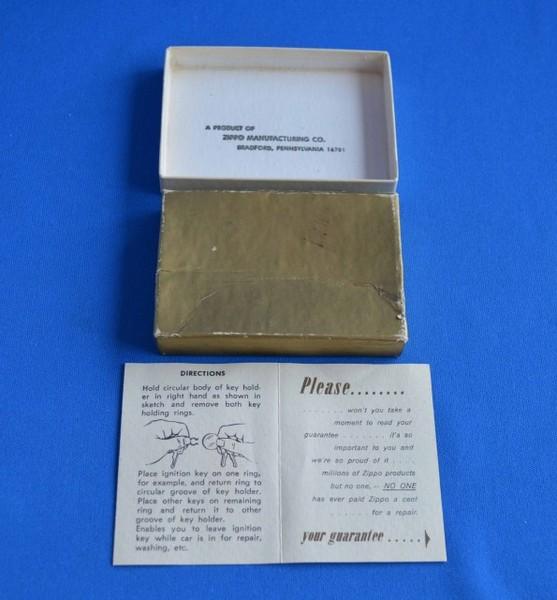 A PRODUCT OF
ZIPPO MANUFACTURING CO.
BRADFORD, PENNSYLVANIA 16701
DIRECTIONS
Hold circular body of key hold-
er in right hand as shown in
sketch and remove both key
holding rings.
Place ignition key on one ring,
for example, and return ring to
circular groove of key holder.
Place other keys on remaining
ring and return it to other
groove of key holder.
Enables you to leave ignition
key while car is in for repair,
washing, etc.
Please........
. . . . . . . . won't you take a
moment to read your
guarantee . . . . . . . it's so
important to you and
we're so proud of it . . . .
millions of Zippo products
but no one, -- NO ONE
has ever paid Zippo a cent
. . . . . . . for a repair.
your guarantee .....